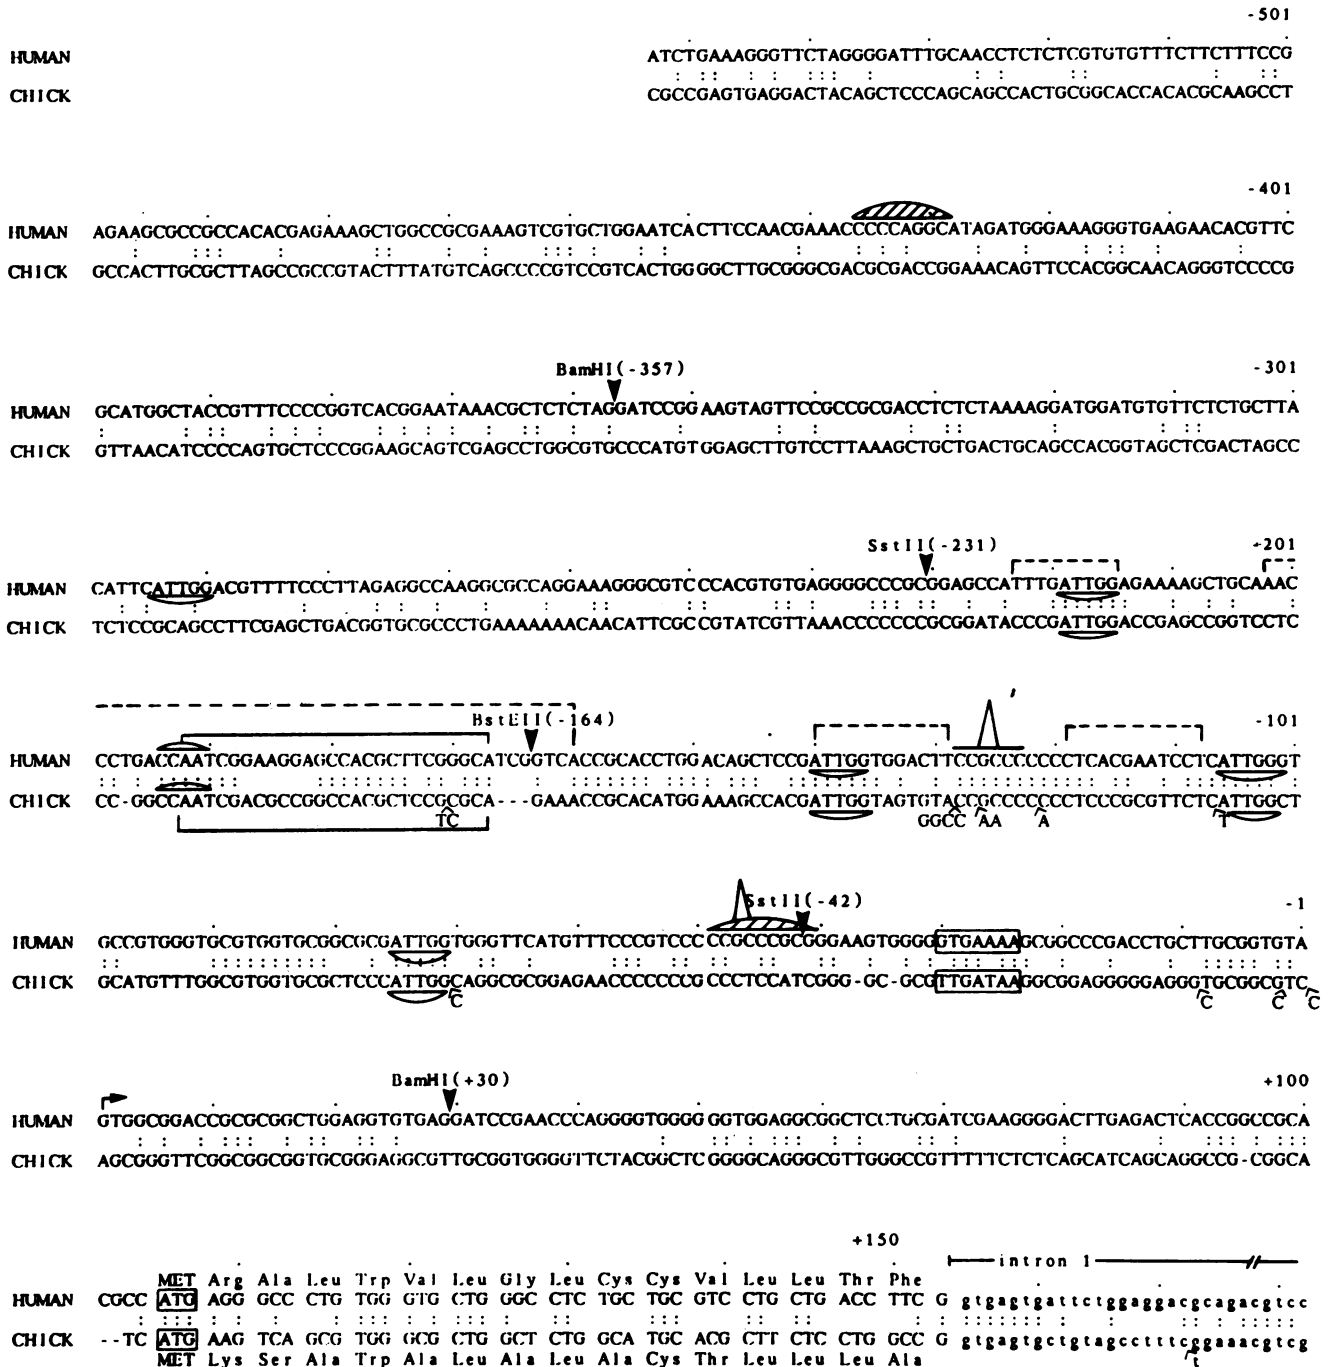 -501
HUMAN ATCTGAAAGGGTTCTAGGGGATTTGCAACCTCTCTCGTGTGTTTCTTCTTTCCG
CHICK CGCCGAGTGAGGACTACAGCTCCCAGCAGCCACTGCGGCACCACACGCAAGCCT
-401
HUMAN AGAAGCGCCGCCACACGAGAAAGCTGGCCGCGAAAGTCGTGCTGGAATCACTTCCAACGAAACCCCCAGGCATAGATGGGAAAGGGTGAAGAACACGTTC
CHICK GCCACTTGCGCTTAGCCGCCGTACTTTATGTCAGCCCCGTCCGTCACTGGGGCTTGCGGGCGACGCGACCGGAAACAGTTCCACGGCAACAGGGTCCCCG
BamHI(-357) -301
HUMAN GCATGGCTACCGTTTCCCCGGTCACGGAATAAACGCTCTCTAGGATCCGGAAGTAGTTCCGCCGCGACCTCTCTAAAAGGATGGATGTGTTCTCTGCTTA
CHICK GTTAACATCCCCAGTGCTCCCGGAAGCAGTCGAGCCTGGCGTGCCCATGTGGAGCTTGTCCTTAAAGCTGCTGACTGCAGCCACGGTAGCTCGACTAGCC
SstII(-231) -201
HUMAN CATTCATTGGACGTTTTCCCTTAGAGGCCAAGGCGCCAGGAAAGGGCGTCCCACGTGTGAGGGGCCCGCGGAGCCATTTGATTGGAGAAAAGCTGCAAAC
CHICK TCTCCGCAGCCTTCGAGCTGACGGTGCGCCCTGAAAAAAACAACATTCGCCGTATCGTTAAACCCCCCCGCGGATACCCGATTGGACCGAGCCGGTCCTC
BstEII(-164) -101
HUMAN CCTGACCAATCGGAAGGAGCCACGCTTCGGGCATCGGTCACCGCACCTGGACAGCTCCGATTGGTGGACTTCCGCCCCCCCTCACGAATCCTCATTGGGT
CHICK CC-GGCCAATCGACGCCGGCCACGCTCCGCGCA---GAAACCGCACATGGAAAGCCACGATTGGTAGTGTACCGCCCCCCCTCCCGCGTTCTCATTGGCT
TC GGCC AA A T
SstII(-42) -1
HUMAN GCCGTGGGTGCGTGGTGCGGCGCGATTGGTGGGTTCATGTTTCCCGTCCCCCGCCCGCGGGAAGTGGGGGTGAAAAGCGGCCCGACCTGCTTGCGGTGTA
CHICK GCATGTTTGGCGTGGTGCGCTCCCATTGGCAGGCGCGGAGAACCCCCCCGCCCTCCATCGGG-GC-GCGTTGATAAGGCGGAGGGGGAGGGTGCGGCGTC
C C C C
BamHI(+30) +100
HUMAN GTGGCGGACCGCGCGGCTGGAGGTGTGAGGATCCGAACCCAGGGGTGGGGGGTGGAGGCGGCTCCTGCGATCGAAGGGGACTTGAGACTCACCGGCCGCA
CHICK AGCGGGTTCGGCGGCGGTGCGGGAGGCGTTGCGGTGGGGTTCTACGGCTCGGGGCAGGGCGTTGGGCCGTTTTTCTCTCAGCATCAGCAGGCCG-CGGCA
+150 intron 1
MET Arg Ala Leu Trp Val Leu Gly Leu Cys Cys Val Leu Leu Thr Phe
HUMAN CGCC ATG AGG GCC CTG TGG GTG CTG GGC CTC TGC TGC GTC CTG CTG ACC TTC G gtgagtgattctggaggacgcagacgtcc
CHICK --TC ATG AAG TCA GCG TGG GCG CTG GCT CTG GCA TGC ACG CTT CTC CTG GCC G gtgagtgctgtagcctttcggaaacgtcg
MET Lys Ser Ala Trp Ala Leu Ala Leu Ala Cys Thr Leu Leu Leu Ala t